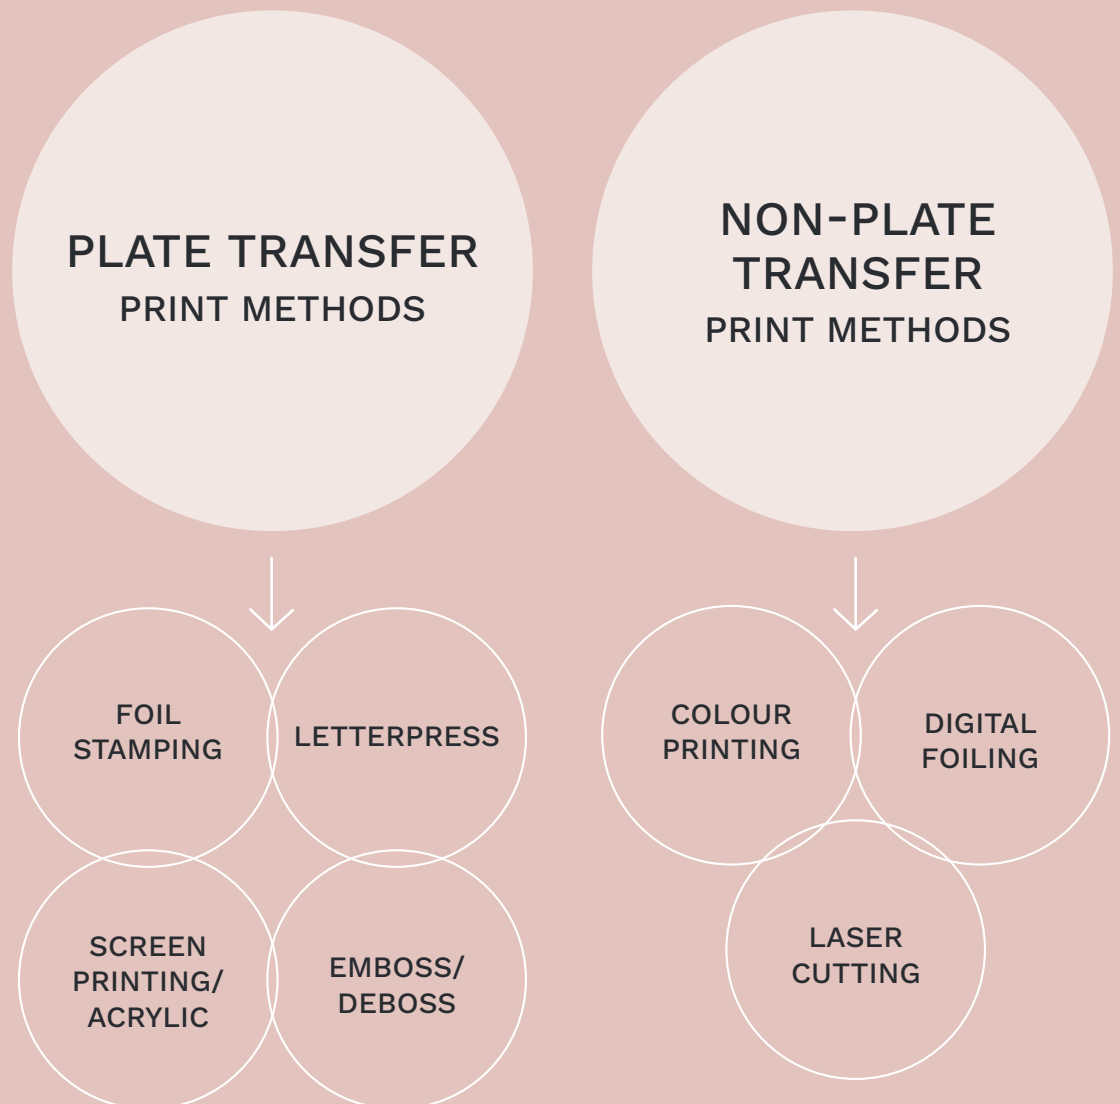 PLATE TRANSFER
PRINT METHODS
FOIL
STAMPING
LETTERPRESS
SCREEN
PRINTING/
ACRYLIC
EMBOSS/
DEBOSS
NON-PLATE
TRANSFER
PRINT METHODS
COLOUR
PRINTING
DIGITAL
FOILING
LASER
CUTTING